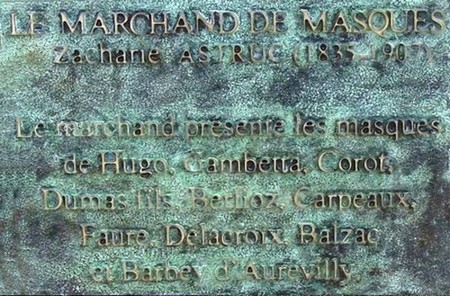 LE MARCHAND DE MASQUES
Zacharie ASTRUC (1835-1907)
Le marchand présente les masques
de Hugo, Gambetta, Corot,
Dumas fils, Berlioz, Carpeaux,
Faure, Delacroix, Balzac
et Barbey d'Aurevilly.